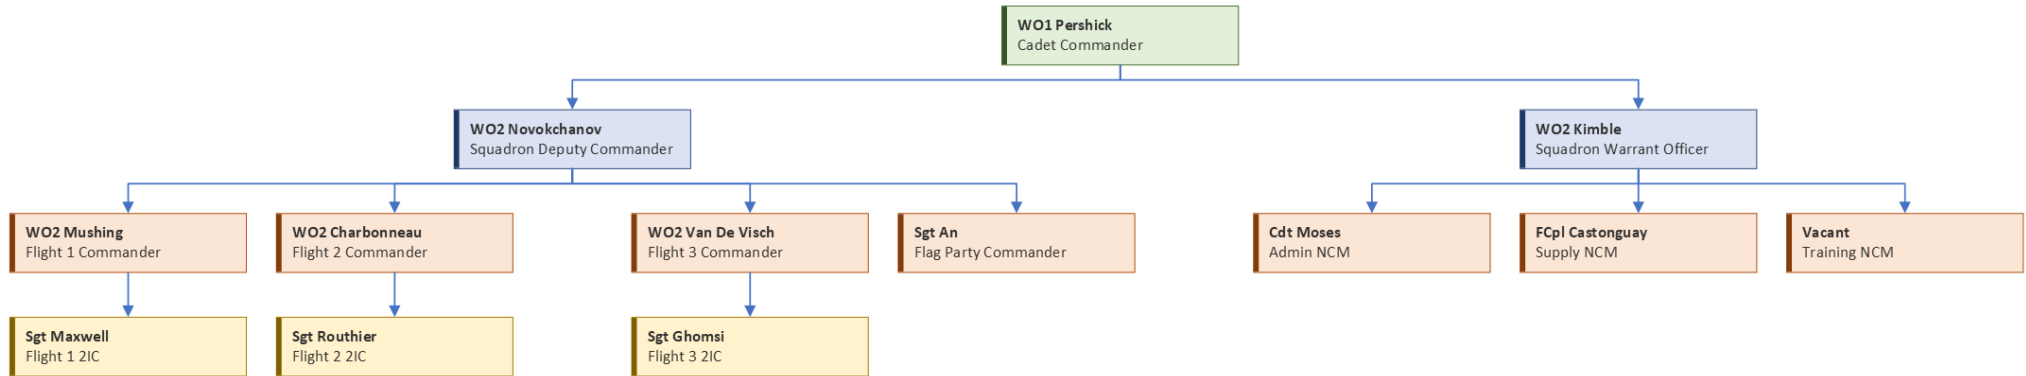 WO1 Pershick
Cadet Commander
WO2 Novokchanov
Squadron Deputy Commander
WO2 Kimble
Squadron Warrant Officer
WO2 Mushing
Flight 1 Commander
WO2 Charbonneau
Flight 2 Commander
WO2 Van De Visch
Flight 3 Commander
Sgt An
Flag Party Commander
Cdt Moses
Admin NCM
FCpl Castonguay
Supply NCM
Vacant
Training NCM
Sgt Maxwell
Flight 1 2IC
Sgt Routhier
Flight 2 2IC
Sgt Ghomsi
Flight 3 2IC